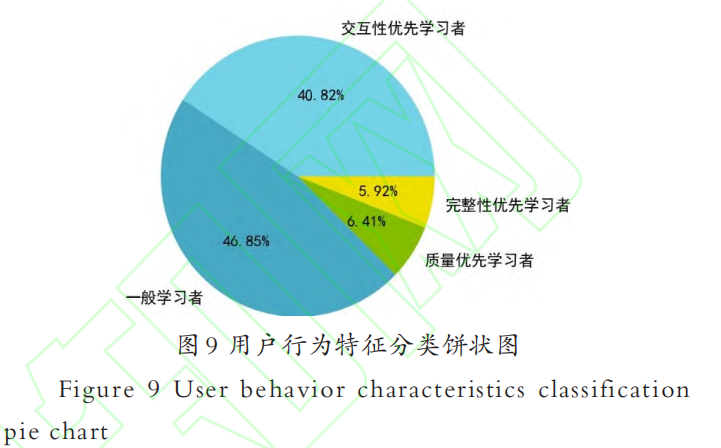 交互性优先学习者
40.82%
5.92%
完整性优先学习者
6.41%
46.85%
质量优先学习者
一般学习者
图9 用户行为特征分类饼状图
Figure 9 User behavior characteristics classification
pie chart